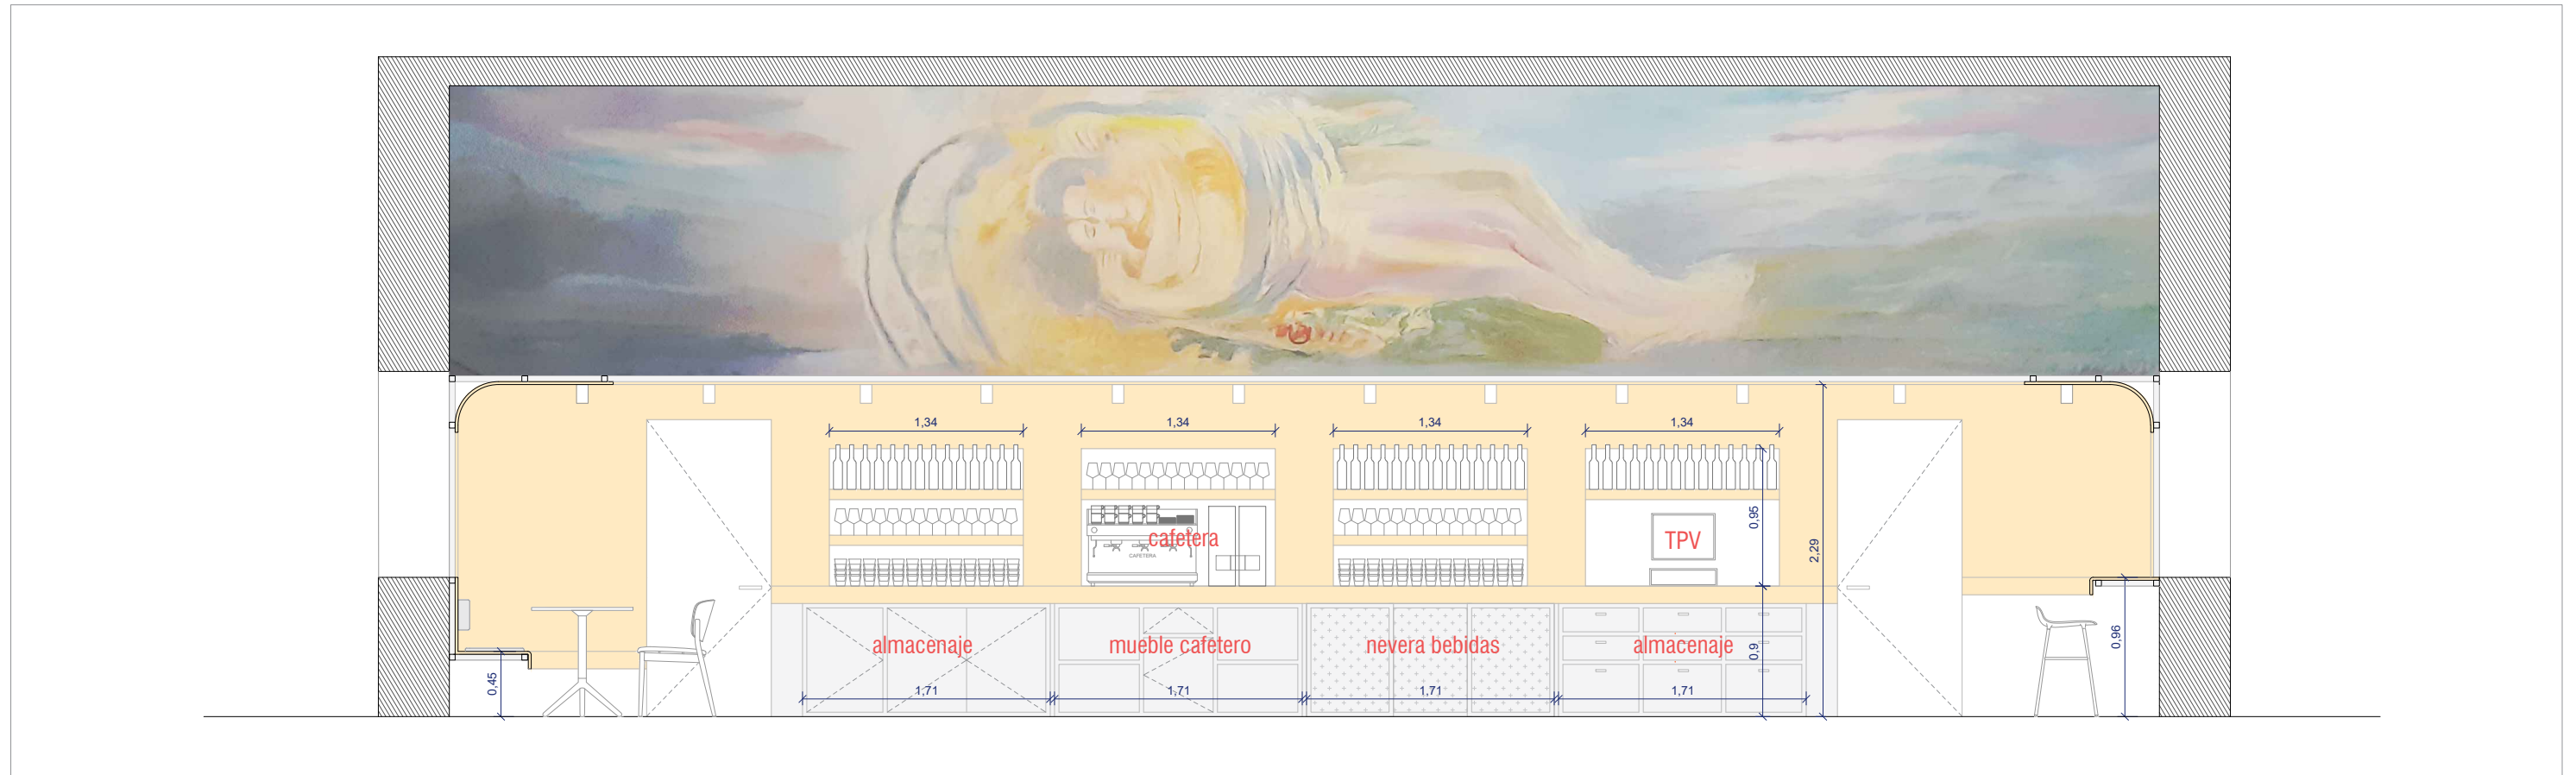 1,34 1,34 1,34 1,34
0,95
cafetera
TPV
CAFETERA
2,29
almacenaje mueble cafetero nevera bebidas almacenaje
0,9
0,96
0,45
1,71 1,71 1,71 1,71